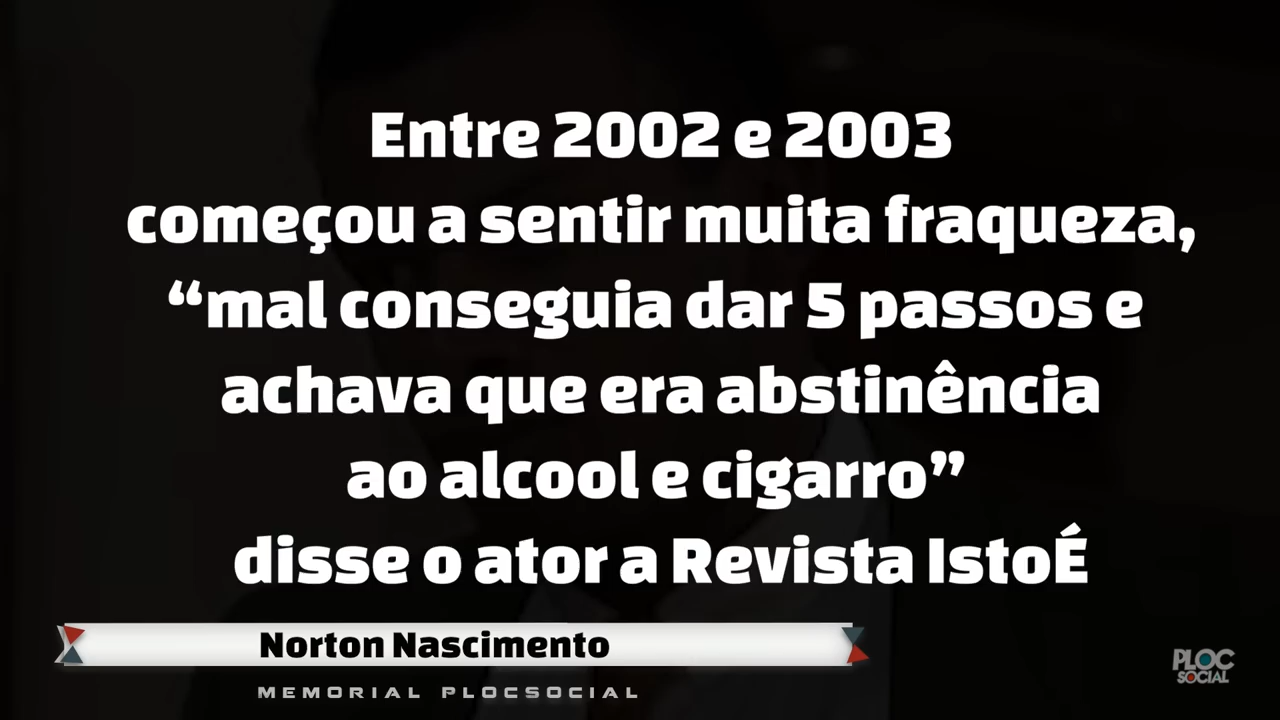 Entre 2002 e 2003
começou a sentir muita fraqueza,
“mal conseguia dar 5 passos e
achava que era abstinência
ao alcool e cigarro”
disse o ator a Revista IstoÉ
Norton Nascimento
MEMORIAL PLOCSOCIAL
PLOC
SOCIAL